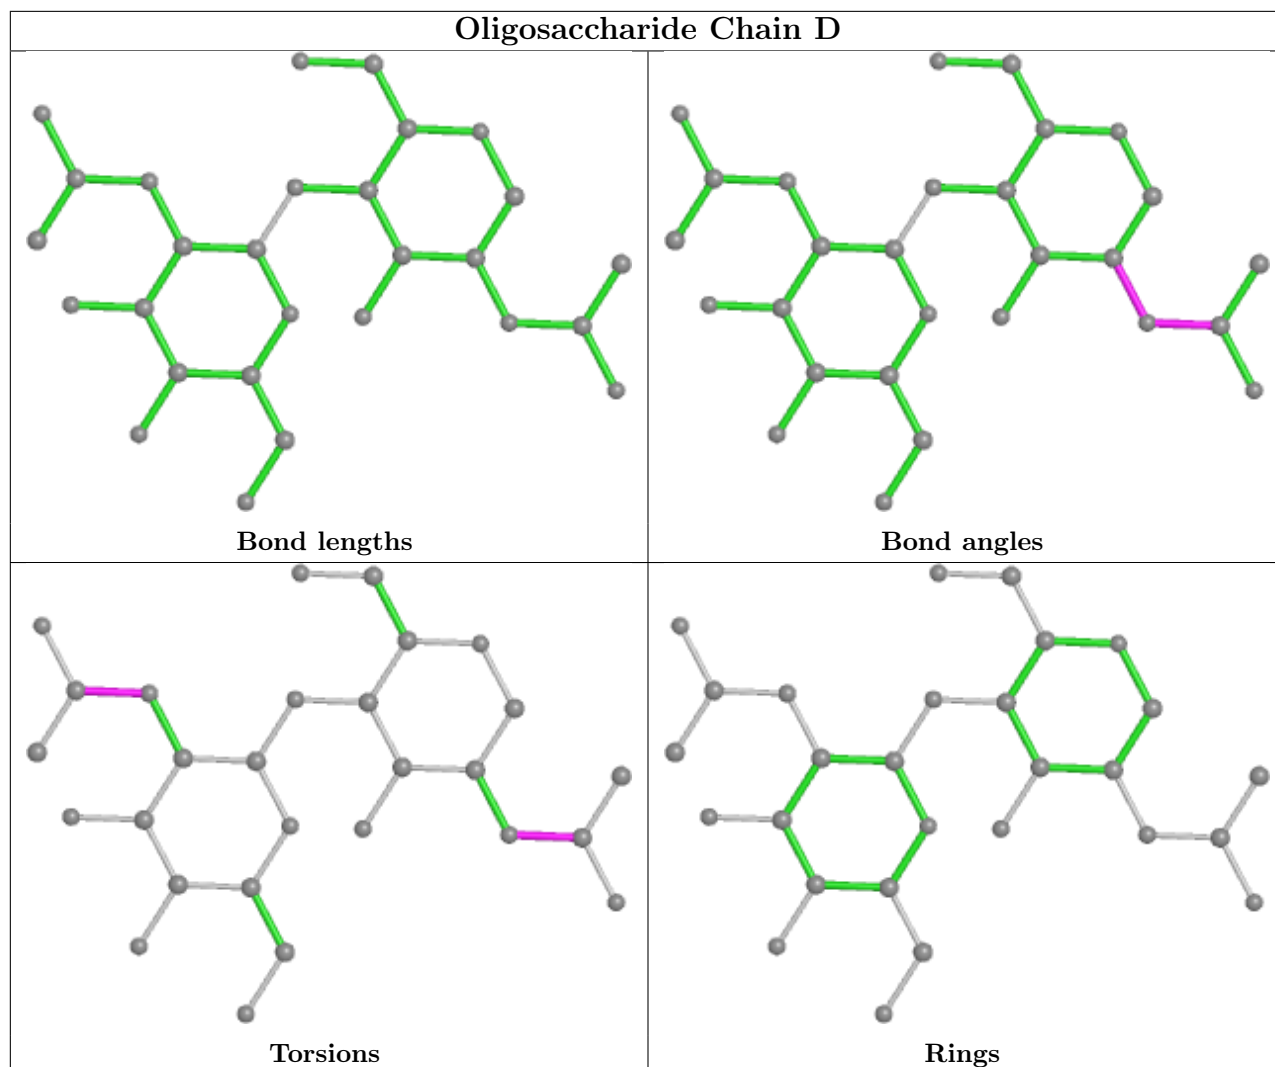 Oligosaccharide Chain D
Bond lengths
Bond angles
Torsions
Rings